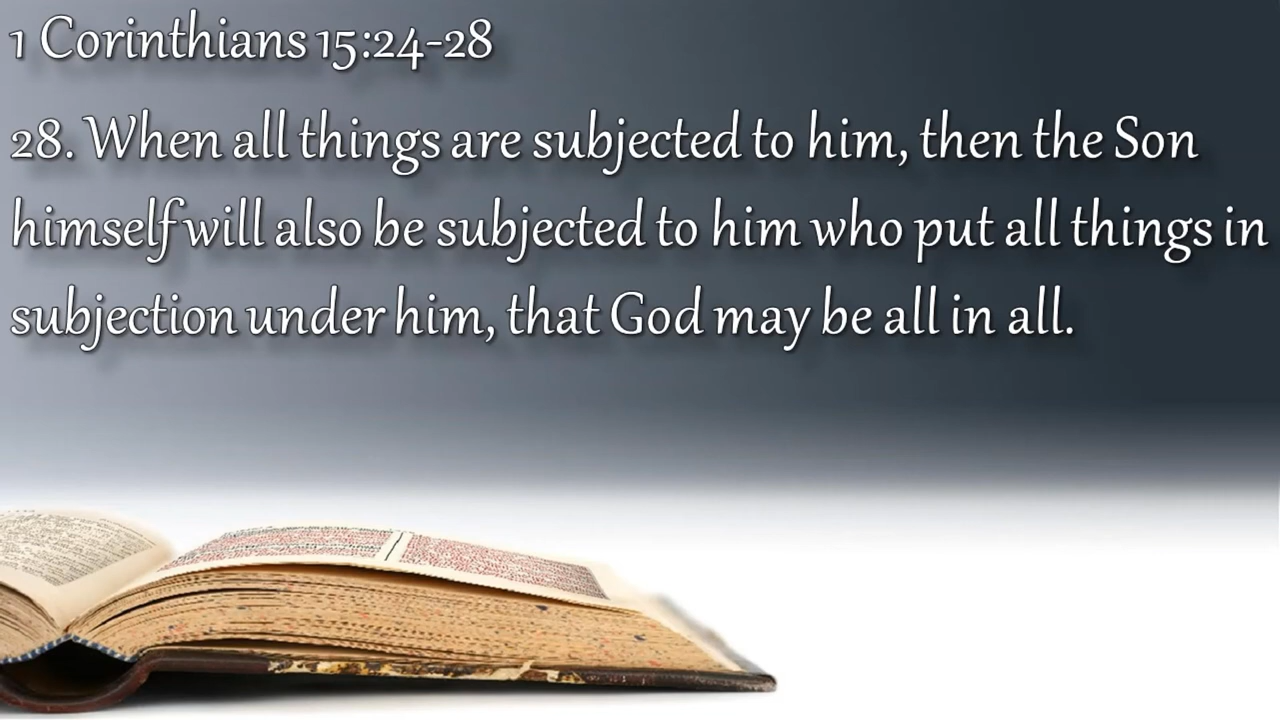 1 Corinthians 15:24-28
28. When all things are subjected to him, then the Son
himself will also be subjected to him who put all things in
subjection under him, that God may be all in all.